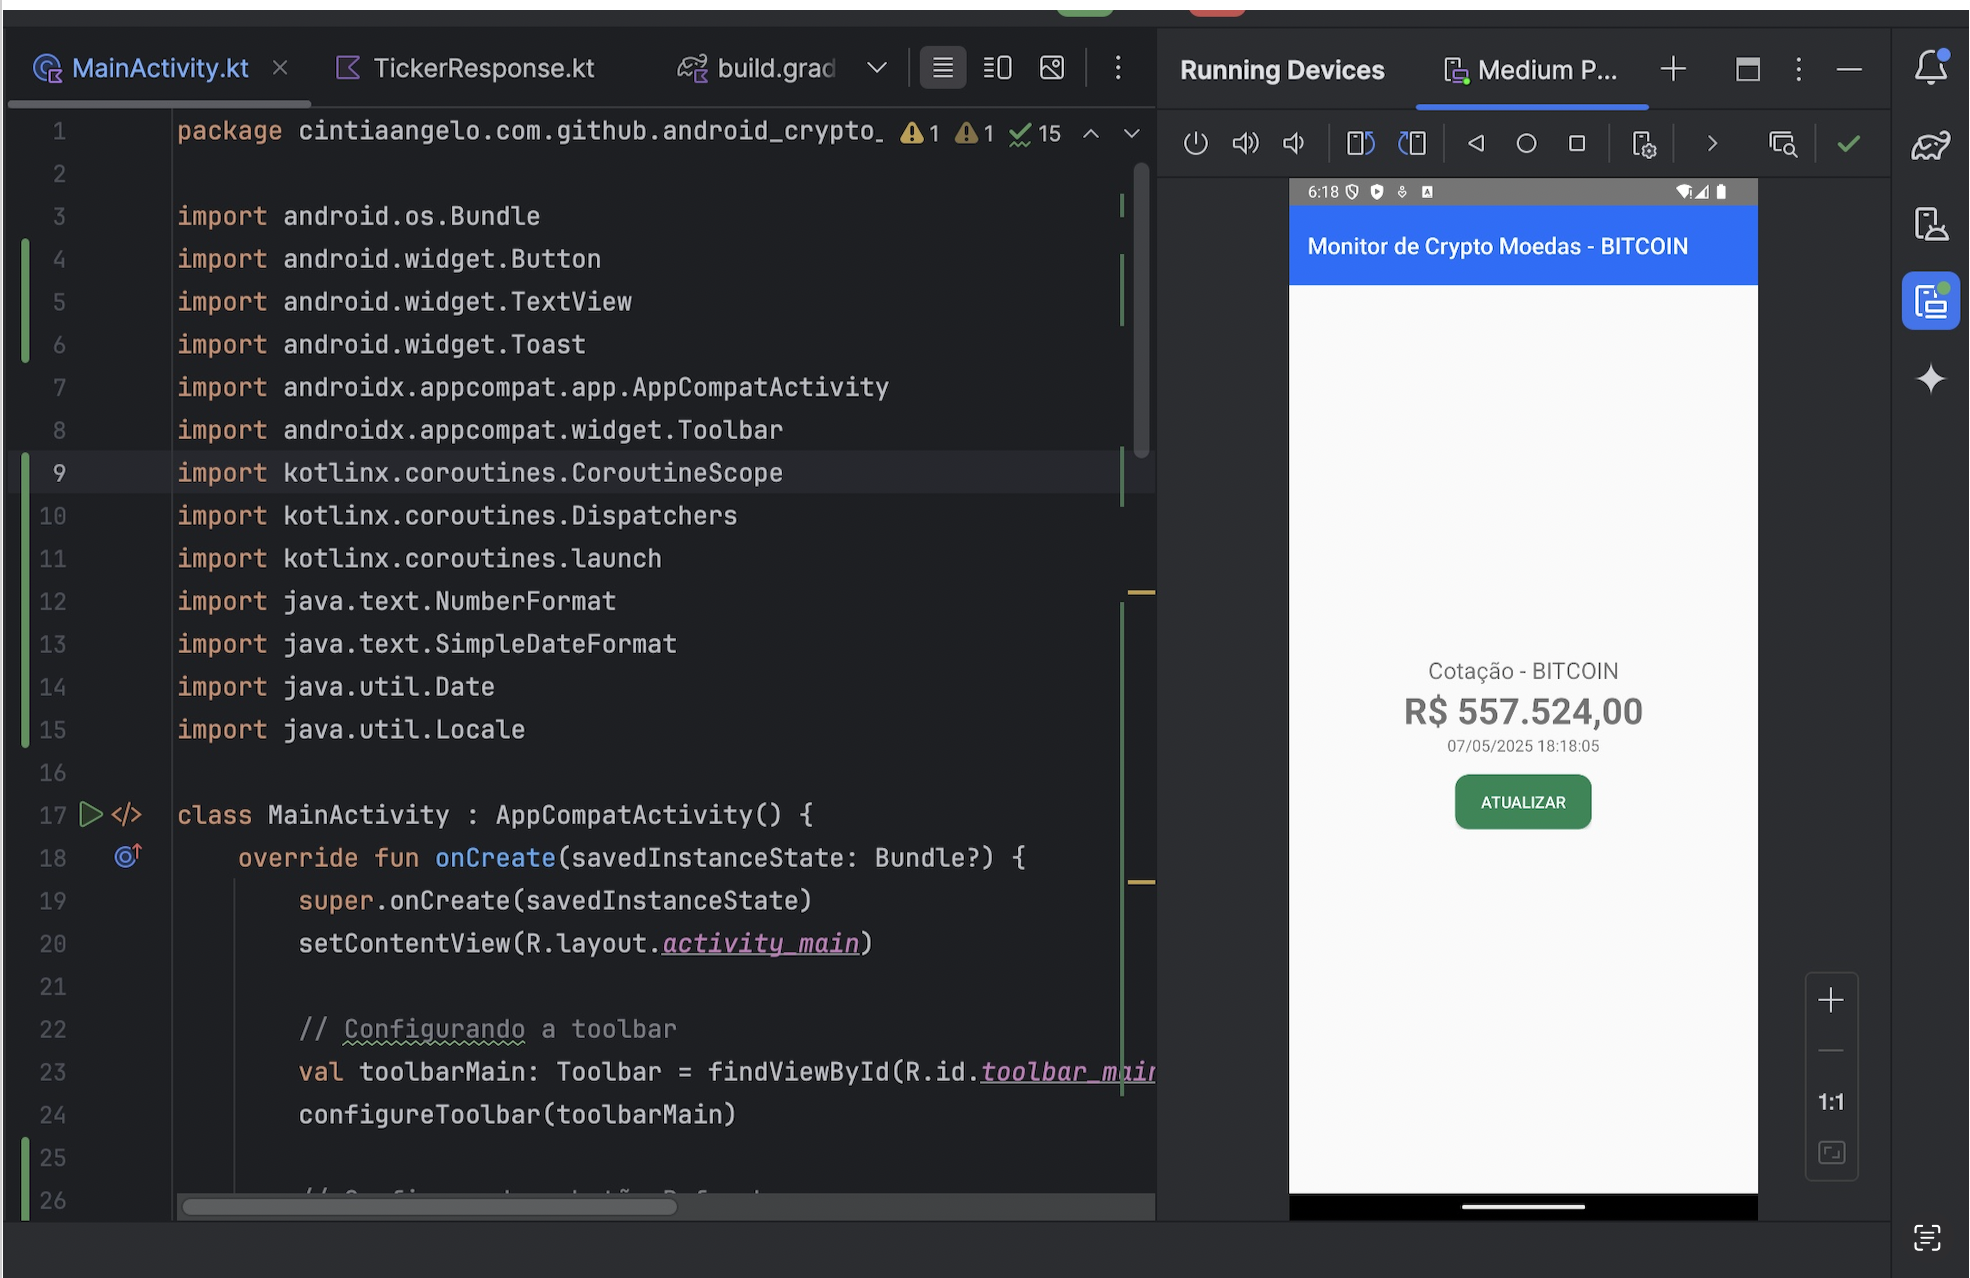 MainActivity.kt
TickerResponse.kt
build.grad
Running Devices
Medium P...
1 package cintiaangelo.com.github.android_crypto_ 1 1 15
2
3 import android.os.Bundle
4 import android.widget.Button
5 import android.widget.TextView
6 import android.widget.Toast
7 import androidx.appcompat.app.AppCompatActivity
8 import androidx.appcompat.widget.Toolbar
9 import kotlinx.coroutines.CoroutineScope
10 import kotlinx.coroutines.Dispatchers
11 import kotlinx.coroutines.launch
12 import java.text.NumberFormat
13 import java.text.SimpleDateFormat
14 import java.util.Date
15 import java.util.Locale
16
17 class MainActivity : AppCompatActivity() {
18 override fun onCreate(savedInstanceState: Bundle?) {
19 super.onCreate(savedInstanceState)
20 setContentView(R.layout.activity_main)
21
22 // Configurando a toolbar
23 val toolbarMain: Toolbar = findViewById(R.id.toolbar_main
24 configureToolbar(toolbarMain)
25
26
6:18
Monitor de Crypto Moedas - BITCOIN
Cotação - BITCOIN
R$ 557.524,00
07/05/2025 18:18:05
ATUALIZAR
1:1